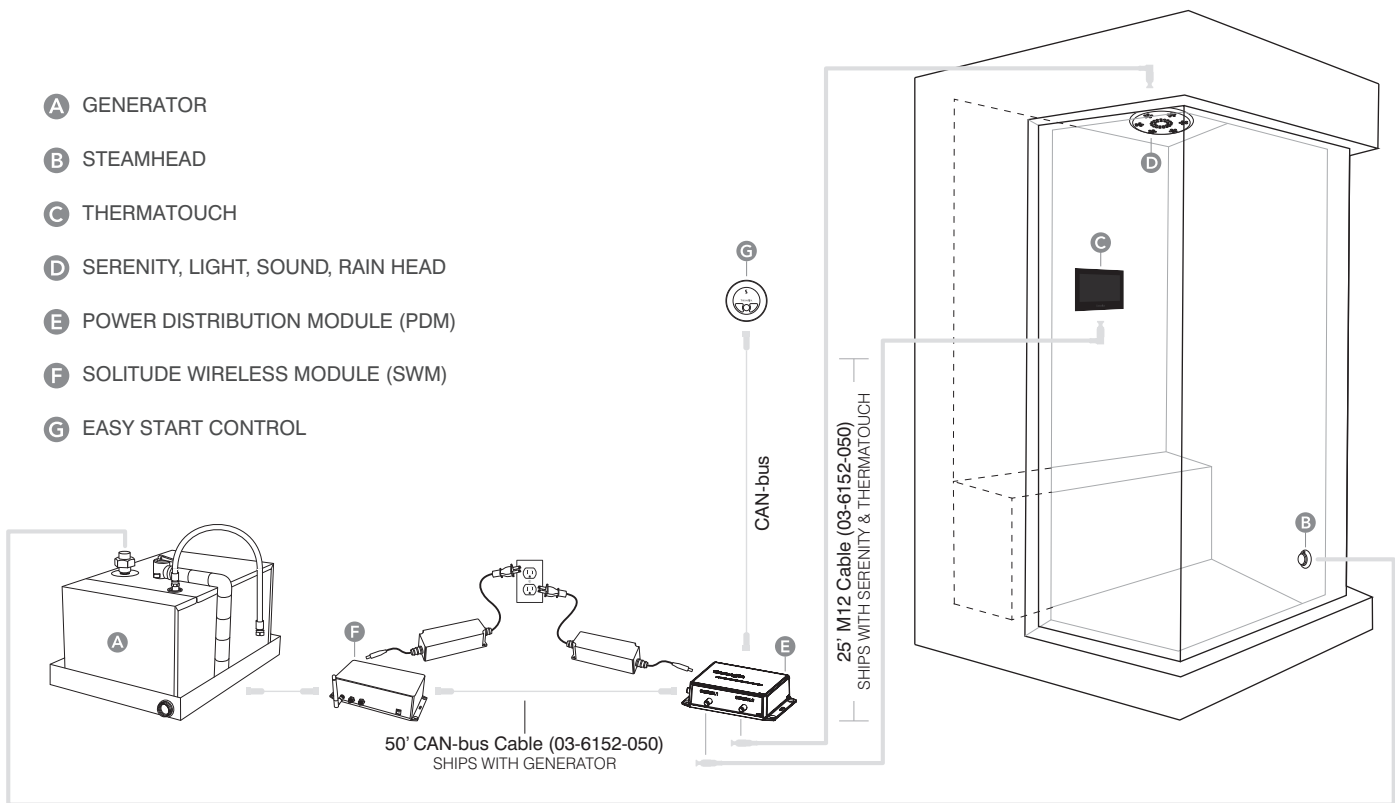 A GENERATOR
B STEAMHEAD
C THERMATOUCH
D SERENITY, LIGHT, SOUND, RAIN HEAD
E POWER DISTRIBUTION MODULE (PDM)
F SOLITUDE WIRELESS MODULE (SWM)
G EASY START CONTROL
D
G
C
CAN-bus
25’ M12 Cable (03-6152-050)
SHIPS WITH SERENITY & THERMATOUCH
B
A
F
E
50’ CAN-bus Cable (03-6152-050)
SHIPS WITH GENERATOR